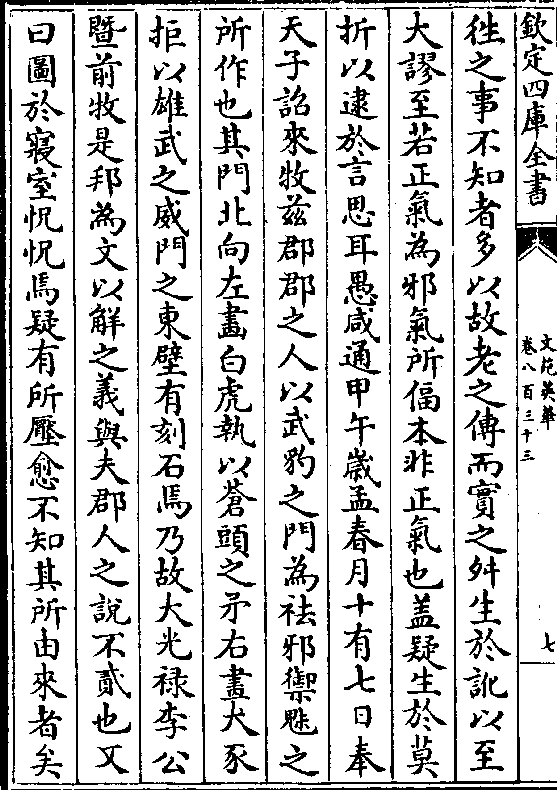 欽定四庫全書
文苑英華
卷八百三十三
七
徃之事不知者多以故老之傳而實之舛生於訛以至
大謬至若正氣為邪氣所偪本非正氣也盖疑生於莫
折以逮於言思耳愚咸通甲午嵗孟春月十有七日奉
天子詔來牧兹郡郡之人以武豹之門為祛邪禦魅之
所作也其門北向左畫白虎執以蒼頭之矛右畫犬豕
拒以雄武之威門之東壁有刻石焉乃故大光禄李公
暨前牧是邦為文以解之義與夫郡人之說不貳也又
曰圖於寢室怳怳焉疑有所壓愈不知其所由來者矣